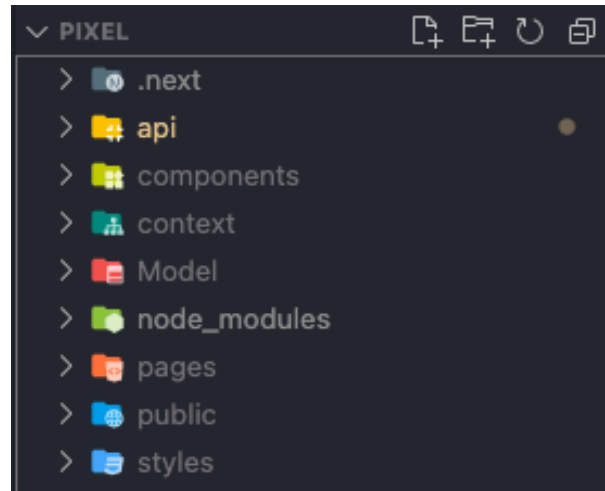 PIXEL
.next
api
components
context
Model
node_modules
pages
public
styles